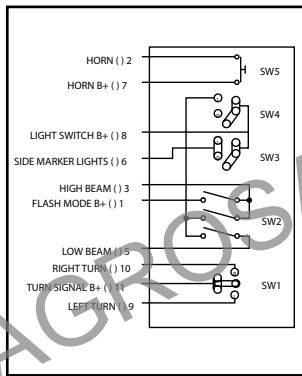 HORN ( ) 2
HORN B+ ( ) 7
SW5
SW4
LIGHT SWITCH B+ ( ) 8
SIDE MARKER LIGHTS ( ) 6
SW3
HIGH BEAM ( ) 3
FLASH MODE B+ ( ) 1
SW2
LOW BEAM ( ) 5
RIGHT TURN ( ) 10
TURN SIGNAL B+ ( ) 11
SW1
LEFT TURN ( ) 9
AGROSA